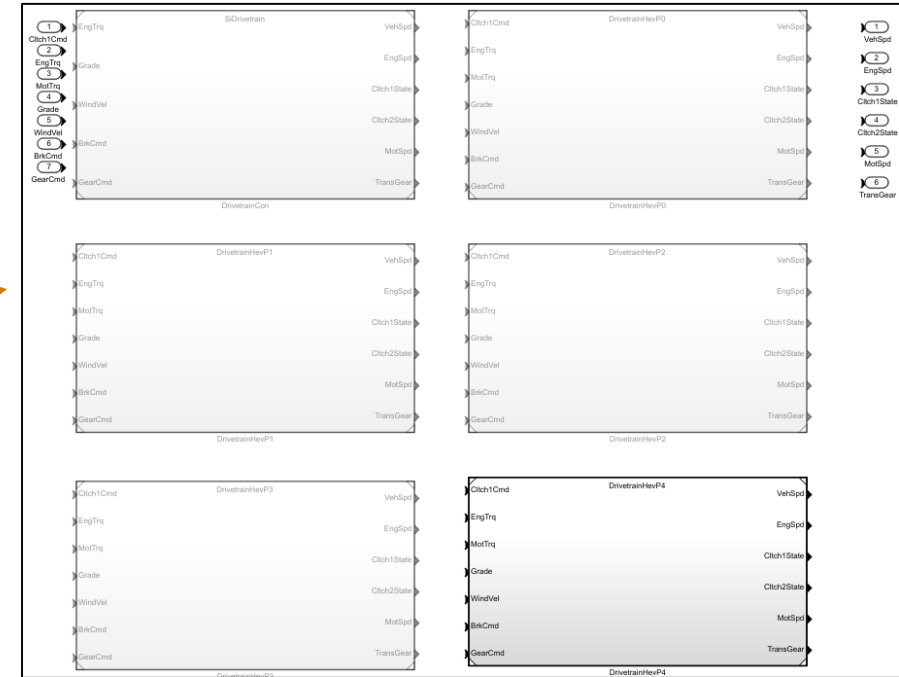 1
Cltch1Cmd
2
EngTrq
3
MotTrq
4
Grade
5
WindVel
6
BrkCmd
7
GearCmd
SiDrivetrain
EngTrq
Grade
WindVel
BrkCmd
GearCmd
VehSpd
EngSpd
Cltch1State
Cltch2State
MotSpd
TransGear
DrivetrainCon
DrivetrainHevP0
Cltch1Cmd
EngTrq
MotTrq
Grade
WindVel
BrkCmd
GearCmd
VehSpd
EngSpd
Cltch1State
Cltch2State
MotSpd
TransGear
DrivetrainHevP0
1
VehSpd
2
EngSpd
3
Cltch1State
4
Cltch2State
5
MotSpd
6
TransGear
DrivetrainHevP1
Cltch1Cmd
EngTrq
MotTrq
Grade
WindVel
BrkCmd
GearCmd
VehSpd
EngSpd
Cltch1State
Cltch2State
MotSpd
TransGear
DrivetrainHevP1
DrivetrainHevP2
Cltch1Cmd
EngTrq
MotTrq
Grade
WindVel
BrkCmd
GearCmd
VehSpd
EngSpd
Cltch1State
Cltch2State
MotSpd
TransGear
DrivetrainHevP2
DrivetrainHevP3
Cltch1Cmd
EngTrq
MotTrq
Grade
WindVel
BrkCmd
GearCmd
VehSpd
EngSpd
Cltch1State
Cltch2State
MotSpd
TransGear
DrivetrainHevP3
DrivetrainHevP4
Cltch1Cmd
EngTrq
MotTrq
Grade
WindVel
BrkCmd
GearCmd
VehSpd
EngSpd
Cltch1State
Cltch2State
MotSpd
TransGear
DrivetrainHevP4